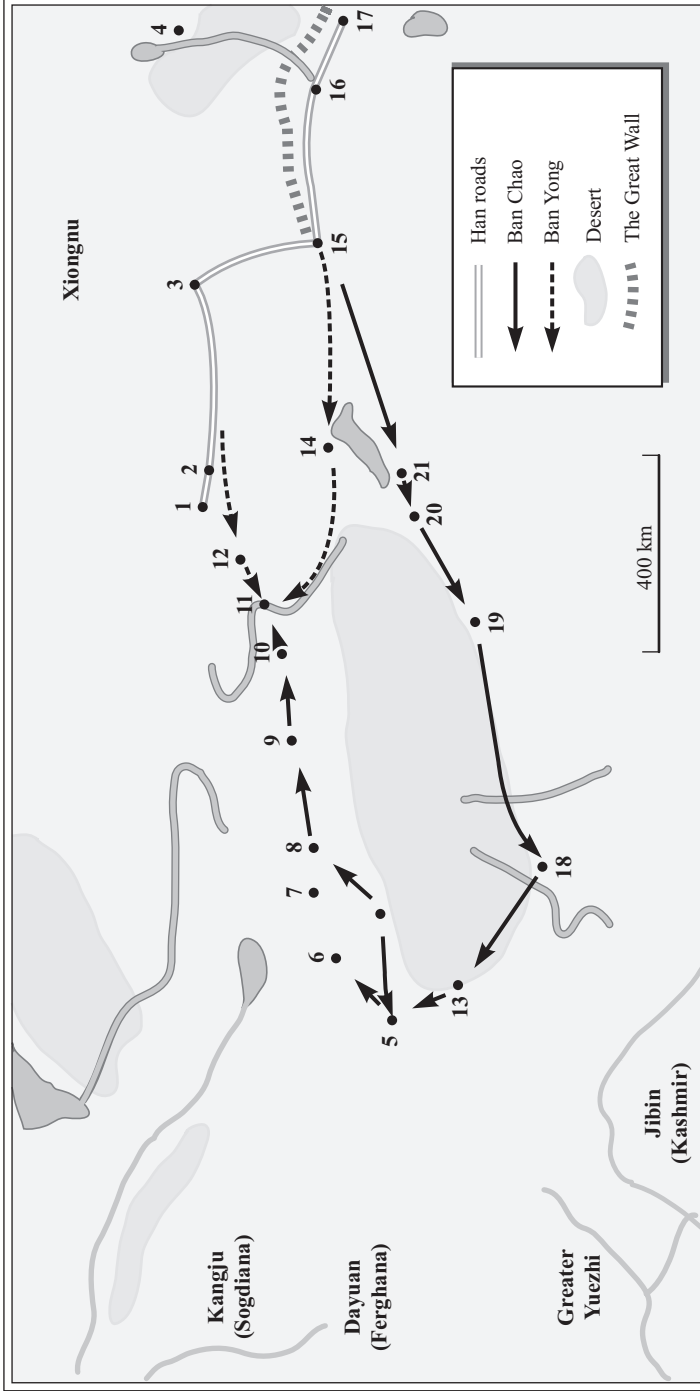 Xiongnu
Kangju
(Sogdiana)
Dayuan
(Ferghana)
Greater
Yuezhi
Jibin
(Kashmir)
1
2
3
4
5
6
7
8
9
10
11
12
13
14
15
16
17
18
19
20
21
400 km
Han roads
Ban Chao
Ban Yong
Desert
The Great Wall